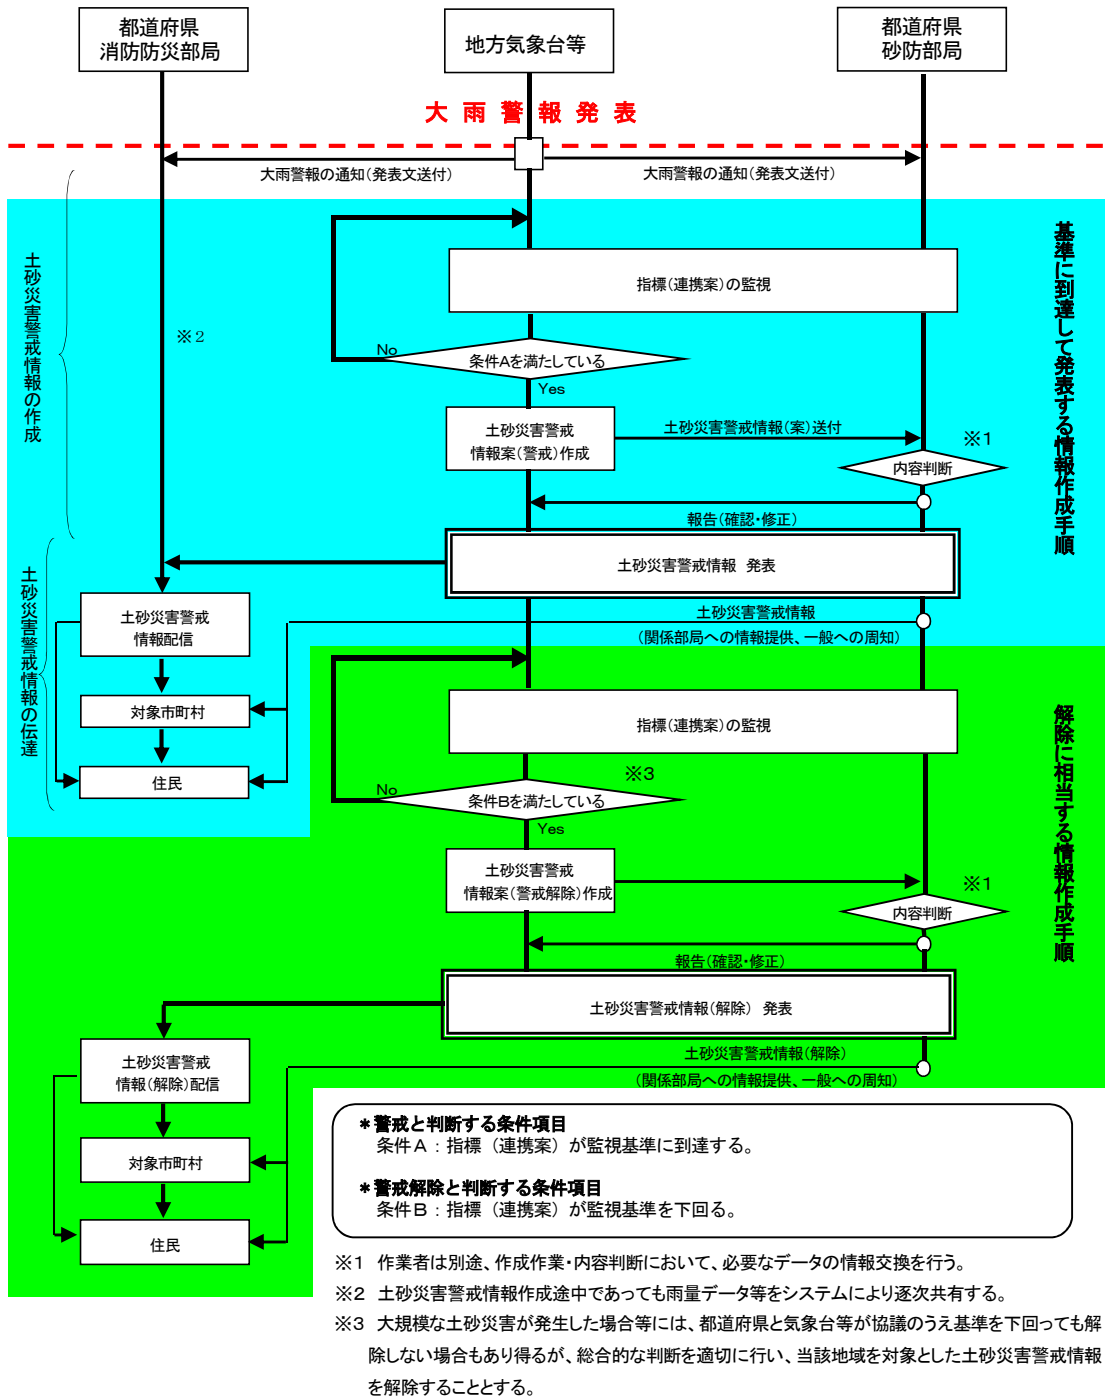 都道府県
消防防災部局
地方気象台等
都道府県
砂防部局
大雨警報発表
大雨警報の通知(発表文送付)
大雨警報の通知(発表文送付)
土砂災害警戒情報の作成
基準に到達して発表する情報作成手順
指標(連携案)の監視
※2
No
条件Aを満たしている
Yes
土砂災害警戒
情報案(警戒)作成
土砂災害警戒情報(案)送付
※1
内容判断
報告(確認・修正)
土砂災害警戒情報 発表
土砂災害警戒情報の伝達
土砂災害警戒
情報配信
土砂災害警戒情報
(関係部局への情報提供、一般への周知)
対象市町村
住民
解除に相当する情報作成手順
指標(連携案)の監視
※3
No
条件Bを満たしている
Yes
土砂災害警戒
情報案(警戒解除)作成
※1
内容判断
報告(確認・修正)
土砂災害警戒情報(解除) 発表
土砂災害警戒
情報(解除)配信
土砂災害警戒情報(解除)
(関係部局への情報提供、一般への周知)
対象市町村
住民
*警戒と判断する条件項目
条件A：指標（連携案）が監視基準に到達する。
*警戒解除と判断する条件項目
条件B：指標（連携案）が監視基準を下回る。
※1 作業者は別途、作成作業・内容判断において、必要なデータの情報交換を行う。
※2 土砂災害警戒情報作成途中であっても雨量データ等をシステムにより逐次共有する。
※3 大規模な土砂災害が発生した場合等には、都道府県と気象台等が協議のうえ基準を下回っても解
除しない場合もあり得るが、総合的な判断を適切に行い、当該地域を対象とした土砂災害警戒情報
を解除することとする。